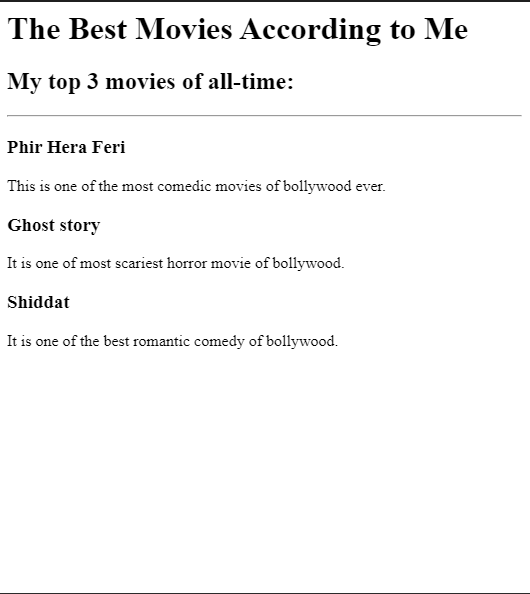 The Best Movies According to Me
My top 3 movies of all-time:
Phir Hera Feri
This is one of the most comedic movies of bollywood ever.
Ghost story
It is one of most scariest horror movie of bollywood.
Shiddat
It is one of the best romantic comedy of bollywood.